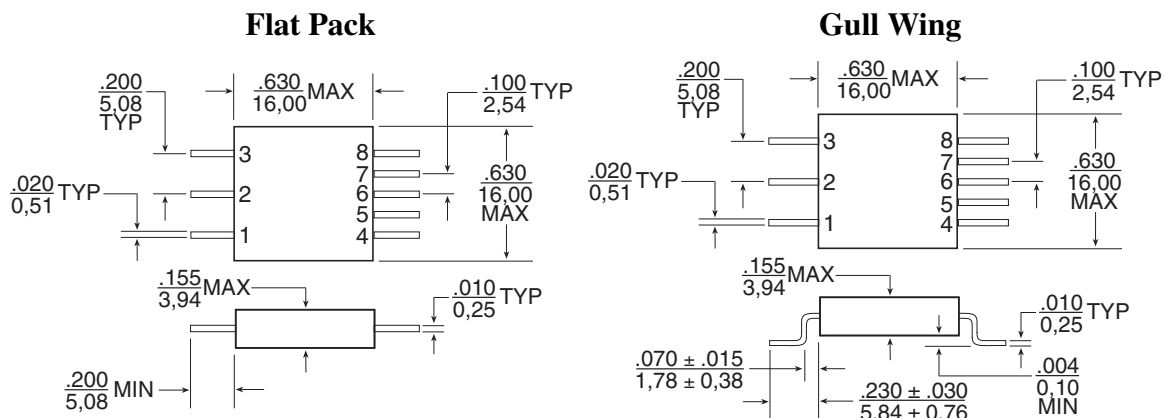 Flat Pack
.200
5,08
TYP
.630
16,00 MAX
.100
2,54 TYP
3
2
1
8
7
6
5
4
.020
0,51 TYP
.630
16,00
MAX
.155
3,94 MAX
.010
0,25 TYP
.200
5,08 MIN
Gull Wing
.200
5,08
TYP
.630
16,00 MAX
.100
2,54 TYP
3
2
1
8
7
6
5
4
.020
0,51 TYP
.630
16,00
MAX
.155
3,94 MAX
.010
0,25 TYP
.070 ± .015
1,78 ± 0,38
.004
0,10
MIN
.230 ± .030
5,84 ± 0,76